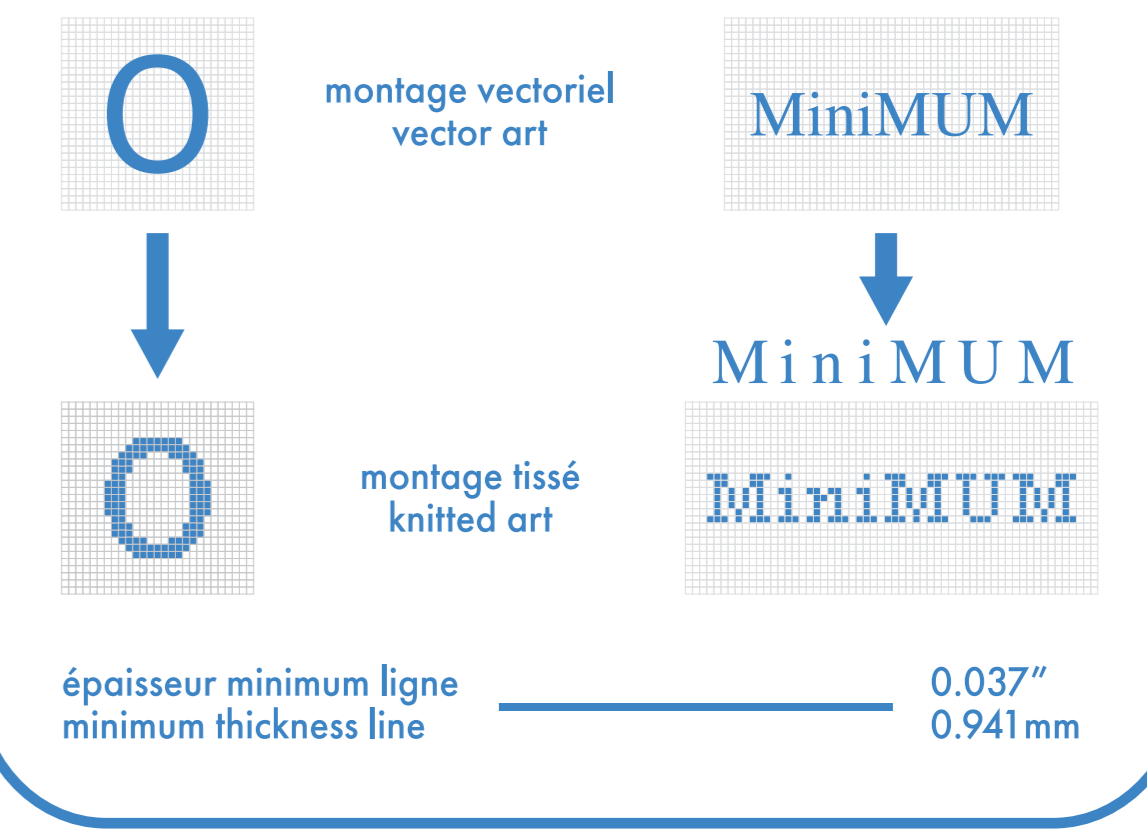 O
montage vectoriel
vector art
MiniMUM
MiniMUM
O
montage tissé
knitted art
MiniMUM
épaisseur minimum ligne
minimum thickness line
0.037"
0.941mm